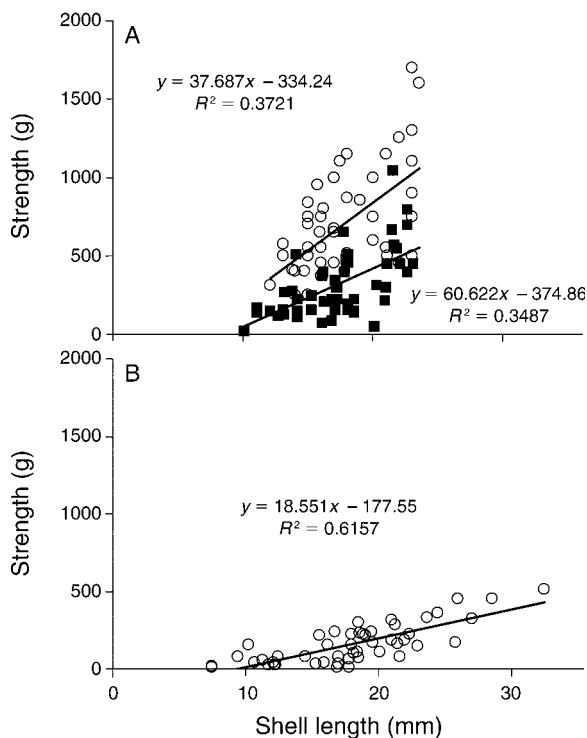 A
2000
1500
1000
500
0
Strength (g)
y = 37.687x – 334.24
R² = 0.3721
y = 60.622x – 374.86
R² = 0.3487
B
2000
1500
1000
500
0
Strength (g)
y = 18.551x – 177.55
R² = 0.6157
0 10 20 30
Shell length (mm)